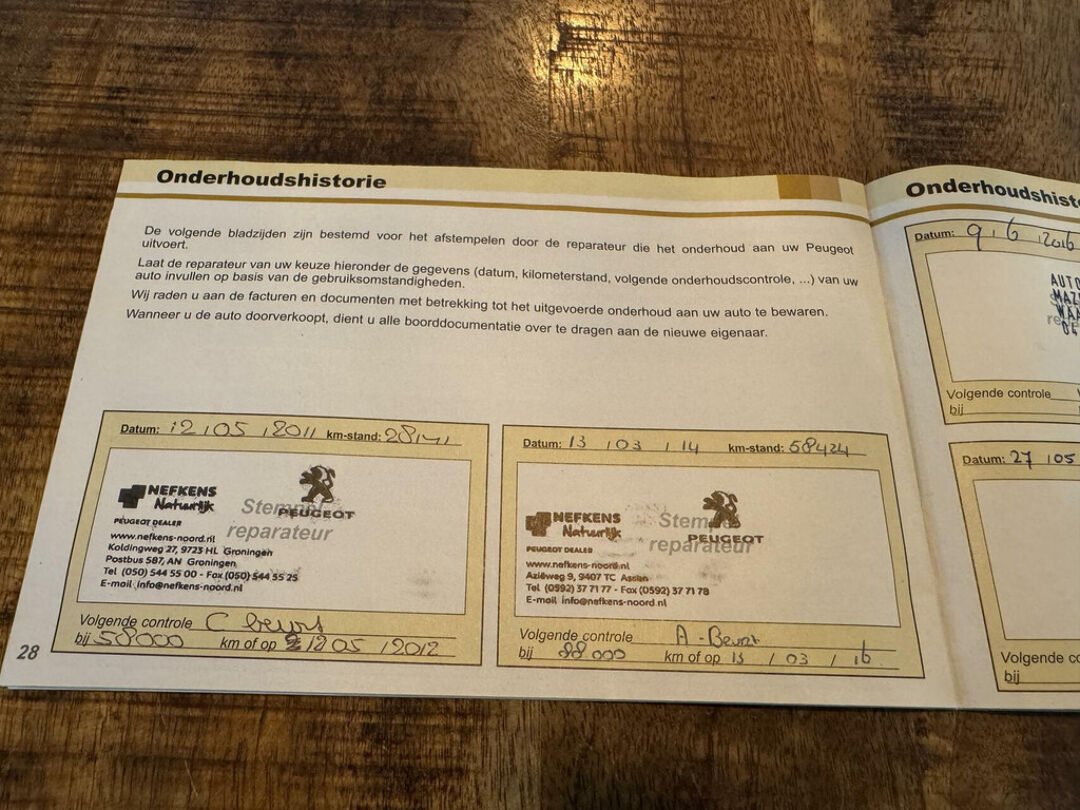 Onderhoudshistorie
De volgende bladzijden zijn bestemd voor het afstempelen door de reparateur die het onderhoud aan uw Peugeot
uitvoert.
Laat de reparateur van uw keuze hieronder de gegevens (datum, kilometerstand, volgende onderhoudscontrole, ...) van uw
auto invullen op basis van de gebruiksomstandigheden.
Wij raden u aan de facturen en documenten met betrekking tot het uitgevoerde onderhoud aan uw auto te bewaren.
Wanneer u de auto doorverkoopt, dient u alle boorddocumentatie over te dragen aan de nieuwe eigenaar.
Datum: 12 / 05 / 2011 km-stand:
NEFKENS
Natuurlijk
PEUGEOT DEALER
Stempel
reparateur
PEUGEOT
www.nefkens-noord.nl
Koldingweg 27, 9723 HL Groningen
Postbus 587, AN Groningen
Tel (050) 544 55 00 - Fax (050) 544 55 25
E-mail info@nefkens-noord.nl
Volgende controle C beurt
bij 58000 km of op 12 05 / 2012
28
Datum: 13 / 03 / 14 km-stand: 58424
NEFKENS
Natuurlijk
PEUGEOT DEALER
Stem
reparateur
PEUGEOT
www.nefkens-noord.nl
Aziëweg 9, 9407 TC Assen
Tel (0592) 37 71 77 - Fax (0592) 37 71 78
E-mail info@nefkens-noord.nl
Volgende controle A - Beurt
bij 88000 km of op 13 / 03 / 16
Onderhoudshisto
Datum: 9 / 6 / 2016
AUTO
MAZ
WAA
re
Volgende controle
bij
Datum: 27 / 05
Volgende co
bij